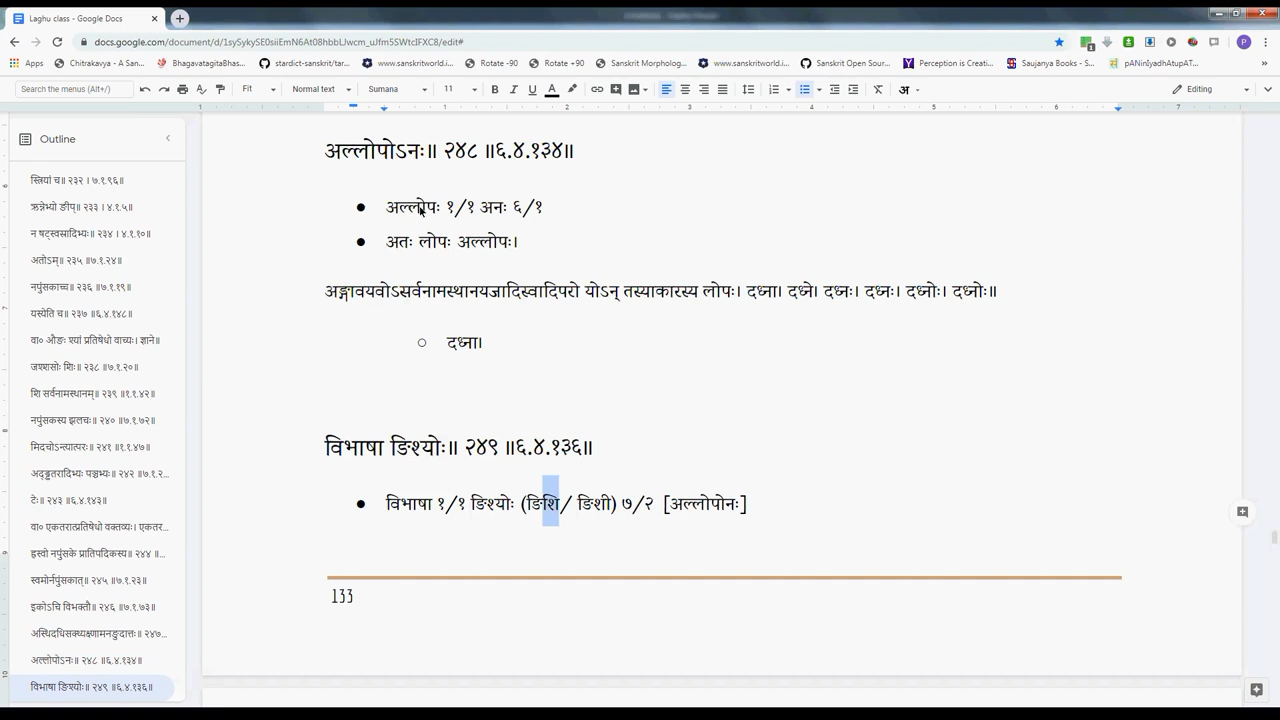 Laghu class - Google Docs
docs.google.com/document/d/1sySykySE0siiEmN6At08hbbLJwcm_uJfm5SWtclFXC8/edit#
Apps Chitrakavya - A San... BhagavatagitaBhas... stardict-sanskrit/tar... www.sanskritworld.i... Rotate -90 Rotate +90 Sanskrit Morpholog... www.sanskritworld.i... Sanskrit Open Sour... Perception is Creati... Saujanya Books - Su... pANiniyadhAtupAT...
Search the menus (Alt+/) Fit Normal text Sumana 11 B I U A अ Editing
Outline
स्त्रियां च॥ २३२ । ७.१.९६॥
ऋन्नेभ्यो ङीप्॥ २३३ । ४.१.५॥
न षट्स्वस्रादिभ्यः॥ २३४ । ४.१.१०॥
अतोऽम्॥ २३५ ॥७.१.२४॥
नपुंसकाच्च॥ २३६ ॥७.१.१९॥
यस्येति च॥ २३७ ॥६.४.१४८॥
वा० औङः श्यां प्रतिषेधो वाच्यः। ज्ञाने।
जश्शसोः शिः॥ २३८ ॥७.१.२०॥
शि सर्वनामस्थानम्॥ २३९ ॥१.१.४२॥
नपुंसकस्य झलचः॥ २४० ॥७.१.७२॥
मिदचोऽन्त्यात्परः॥ २४१ ॥१.१.४७॥
अद्ड्डतरादिभ्यः पञ्चभ्यः॥ २४२ ॥७.१...
टेः॥ २४३ ॥६.४.१४३॥
वा० एकतरात्प्रतिषेधो वक्तव्यः। एकतर...
ह्रस्वो नपुंसके प्रातिपदिकस्य॥ २४४ ॥...
स्वमोर्नपुंसकात्॥ २४५ ॥७.१.२३॥
इकोऽचि विभक्तौ॥ २४६ ॥७.१.७३॥
अस्थिदधिसक्थ्यक्ष्णामनङुदात्तः॥ २४७...
अल्लोपोऽनः॥ २४८ ॥६.४.१३४॥
विभाषा ङिश्योः॥ २४९ ॥६.४.१३६॥
अल्लोपोऽनः॥ २४८ ॥६.४.१३४॥
● अल्लोपः १/१ अनः ६/१
● अतः लोपः अल्लोपः।
अङ्गावयवोऽसर्वनामस्थानयजादिस्वादिपरो योऽन् तस्याकारस्य लोपः। दध्ना। दध्ने। दध्नः। दध्नः। दध्नोः। दध्नोः॥
○ दध्ना।
विभाषा ङिश्योः॥ २४९ ॥६.४.१३६॥
● विभाषा १/१ ङिश्योः (ङिशि/ ङिशी) ७/२ [अल्लोपोनः]
133